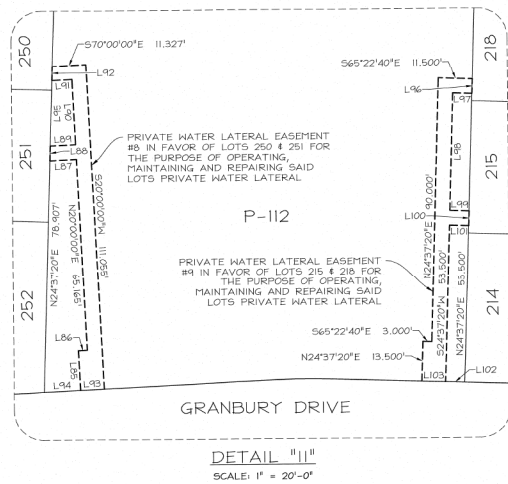 250
S70°00'00"E 11.327'
L92
L91
L95
L90
L89
L88
L87
251
PRIVATE WATER LATERAL EASEMENT
#8 IN FAVOR OF LOTS 250 & 251 FOR
THE PURPOSE OF OPERATING,
MAINTAINING AND REPAIRING SAID
LOTS PRIVATE WATER LATERAL
S20°00'00"W 111.055'
N24°37'20"E 78.907'
N20°00'00"E 65.165'
252
L86
L85
L94
L93
P-112
218
S65°22'40"E 11.500'
L96
L97
L98
215
L99
L100
L101
N24°37'20"E 90.000'
PRIVATE WATER LATERAL EASEMENT
#9 IN FAVOR OF LOTS 215 & 218 FOR
THE PURPOSE OF OPERATING,
MAINTAINING AND REPAIRING SAID
LOTS PRIVATE WATER LATERAL
S24°37'20"W 53.500'
N24°37'20"E 53.500'
214
S65°22'40"E 3.000'
N24°37'20"E 13.500'
L102
L103
GRANBURY DRIVE
DETAIL "11"
SCALE: 1" = 20'-0"